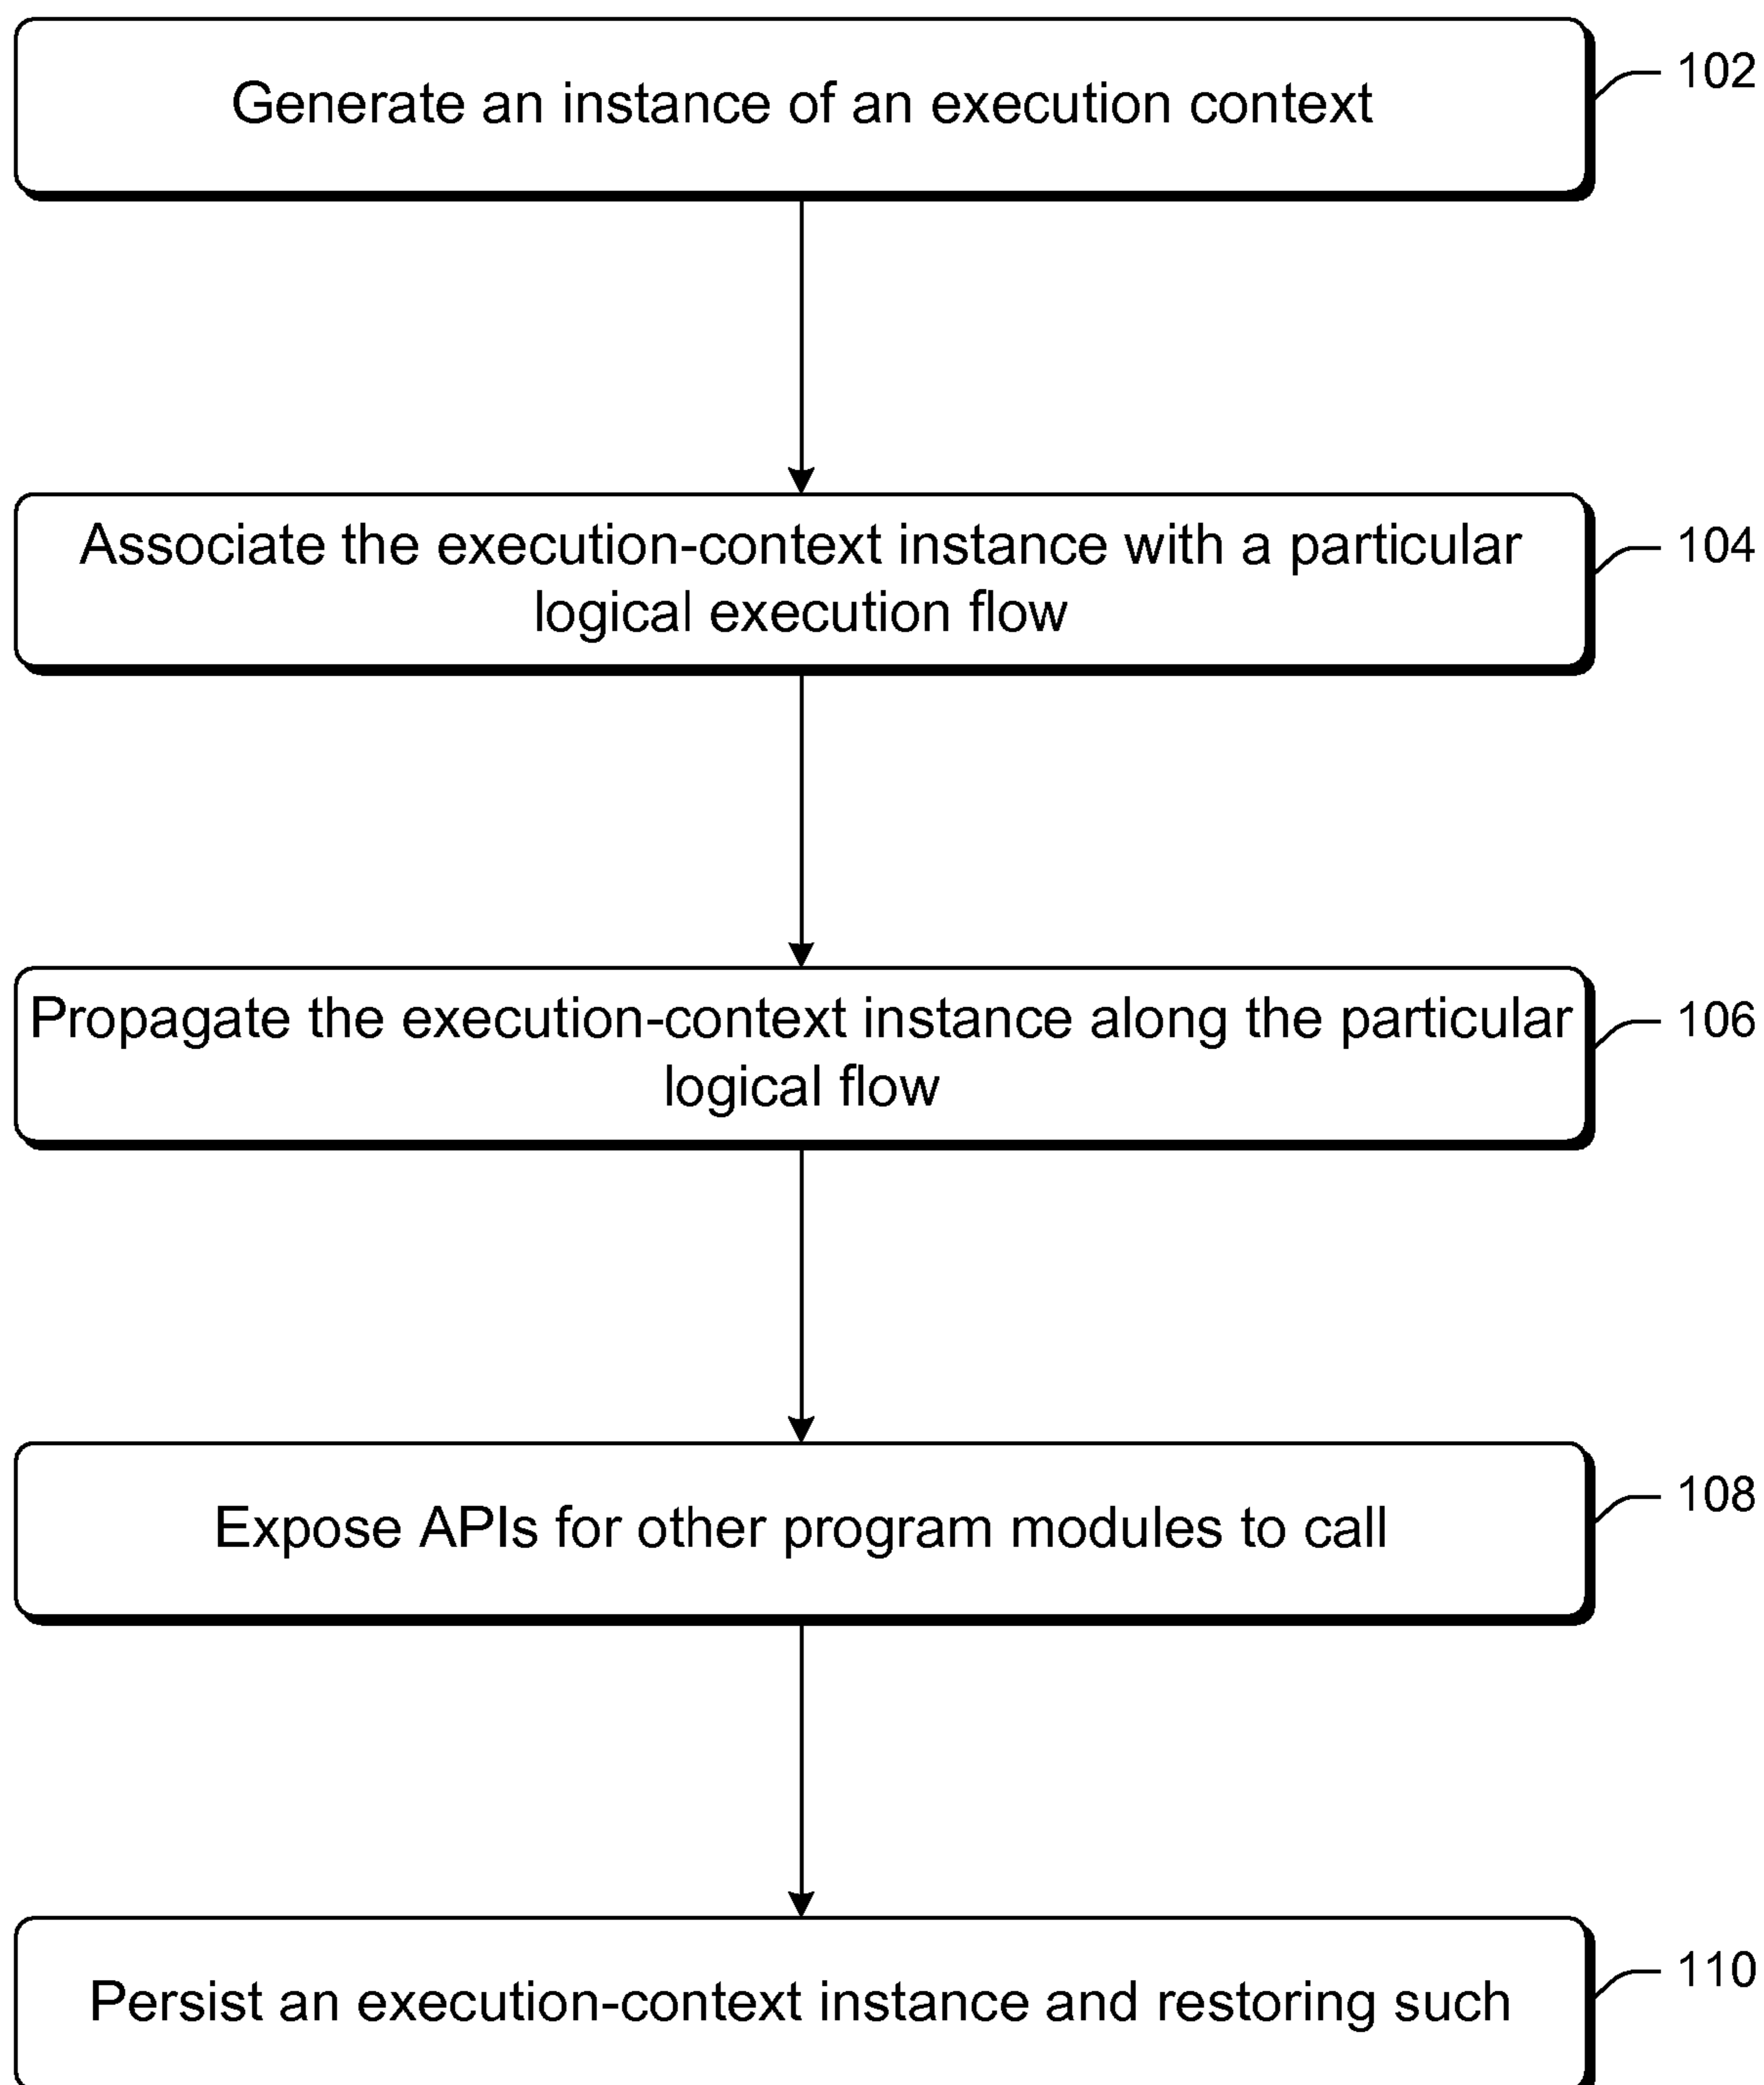 Generate an instance of an execution context
102
Associate the execution-context instance with a particular
logical execution flow
104
Propagate the execution-context instance along the particular
logical flow
106
Expose APIs for other program modules to call
108
Persist an execution-context instance and restoring such
110